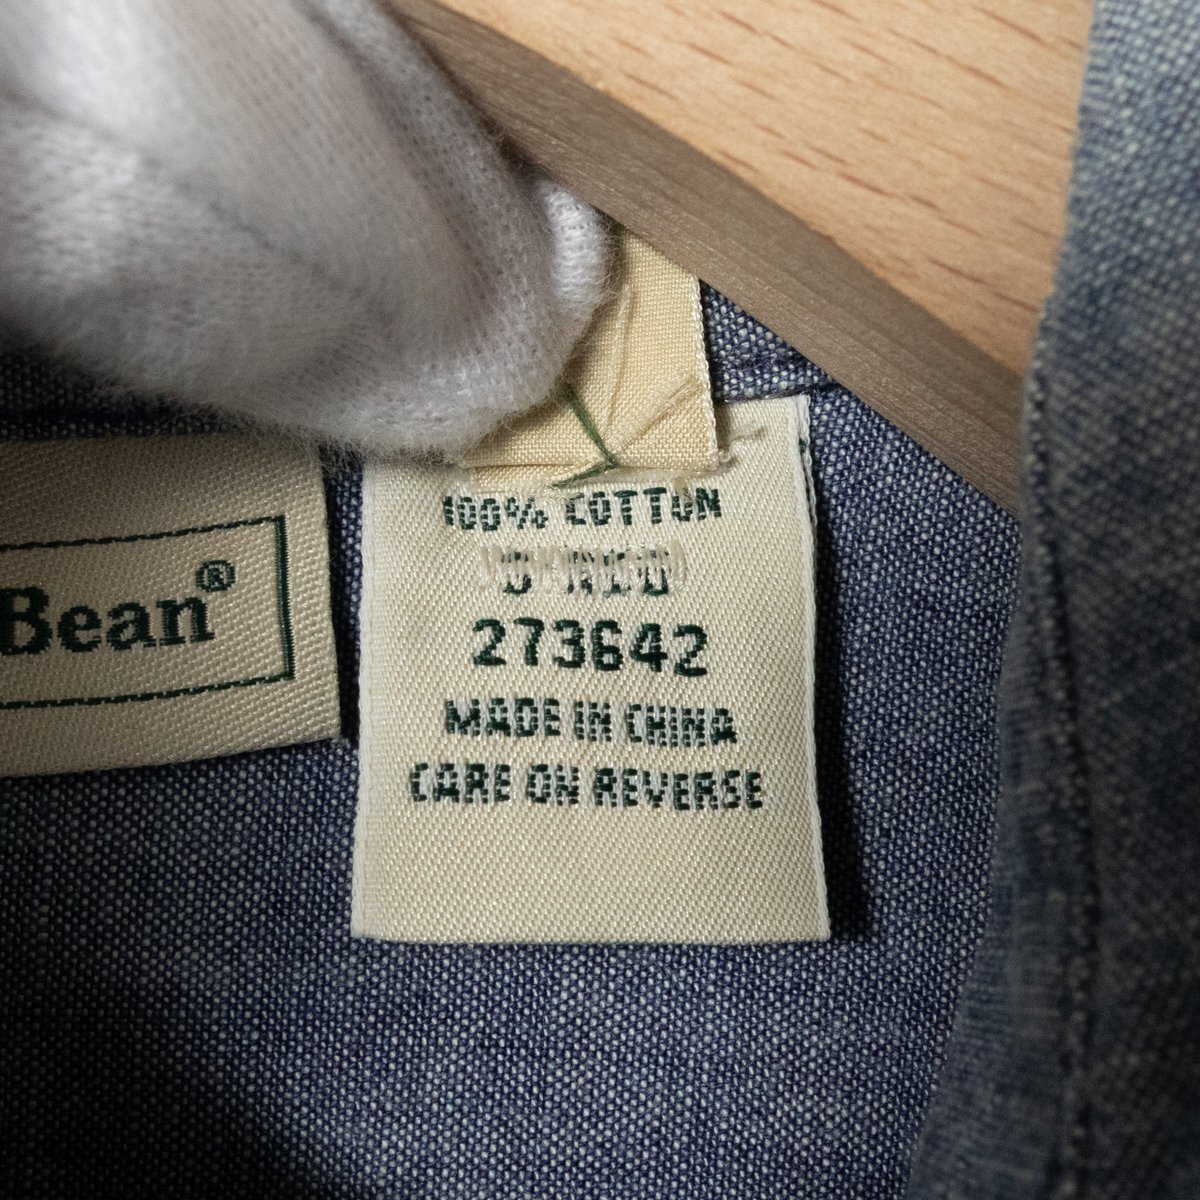 Bean®
100% COTTON
273642
MADE IN CHINA
CARE ON REVERSE